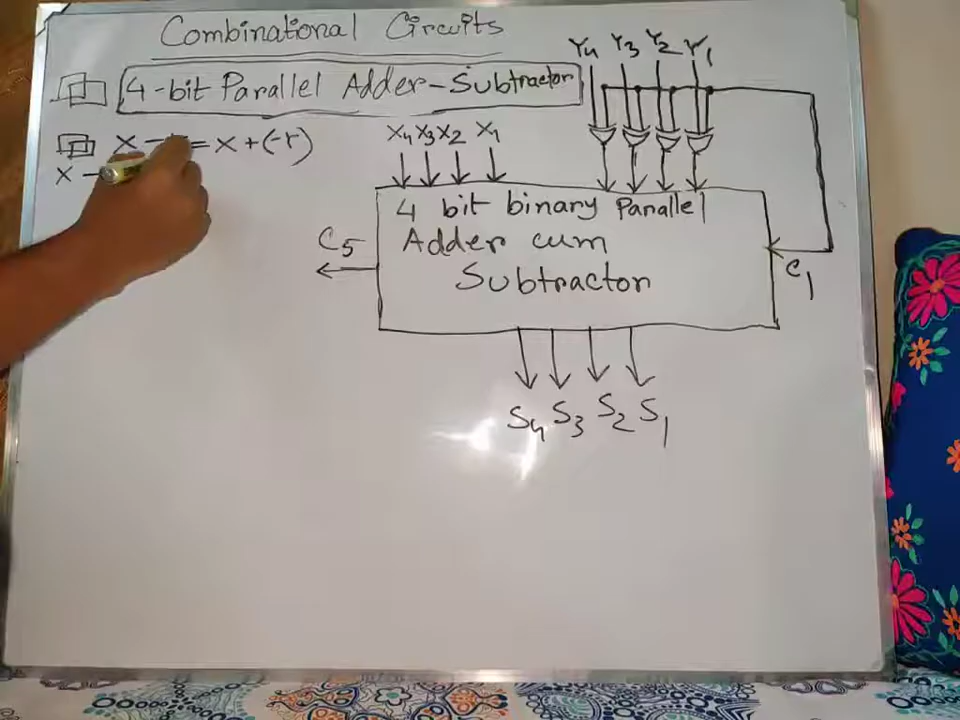 Combinational Circuits
4-bit Parallel Adder-Subtractor
Y4 Y3 Y2 Y1
X4 X3 X2 X1
X - = X + (-Y)
X -
4 bit binary Parallel
Adder cum
Subtractor
C5
C1
S4 S3 S2 S1